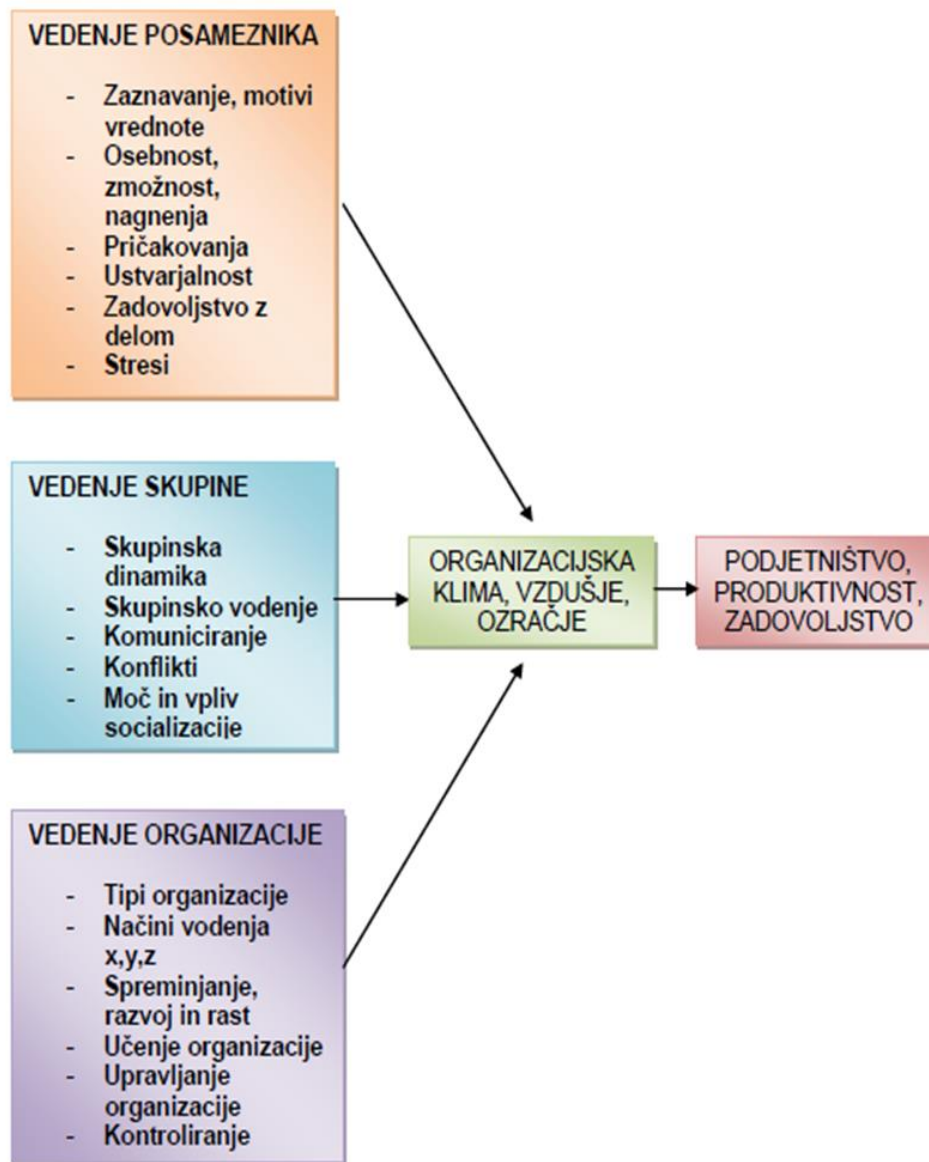 VEDENJE POSAMEZNIKA
- Zaznavanje, motivi
vrednote
- Osebnost,
zmožnost,
nagnenja
- Pričakovanja
- Ustvarjalnost
- Zadovoljstvo z
delom
- Stresi
VEDENJE SKUPINE
- Skupinska
dinamika
- Skupinsko vodenje
- Komuniciranje
- Konflikti
- Moč in vpliv
socializacije
VEDENJE ORGANIZACIJE
- Tipi organizacije
- Načini vodenja
x,y,z
- Spreminjanje,
razvoj in rast
- Učenje organizacije
- Upravljanje
organizacije
- Kontroliranje
ORGANIZACIJSKA
KLIMA, VZDUŠJE,
OZRAČJE
PODJETNIŠTVO,
PRODUKTIVNOST,
ZADOVOLJSTVO